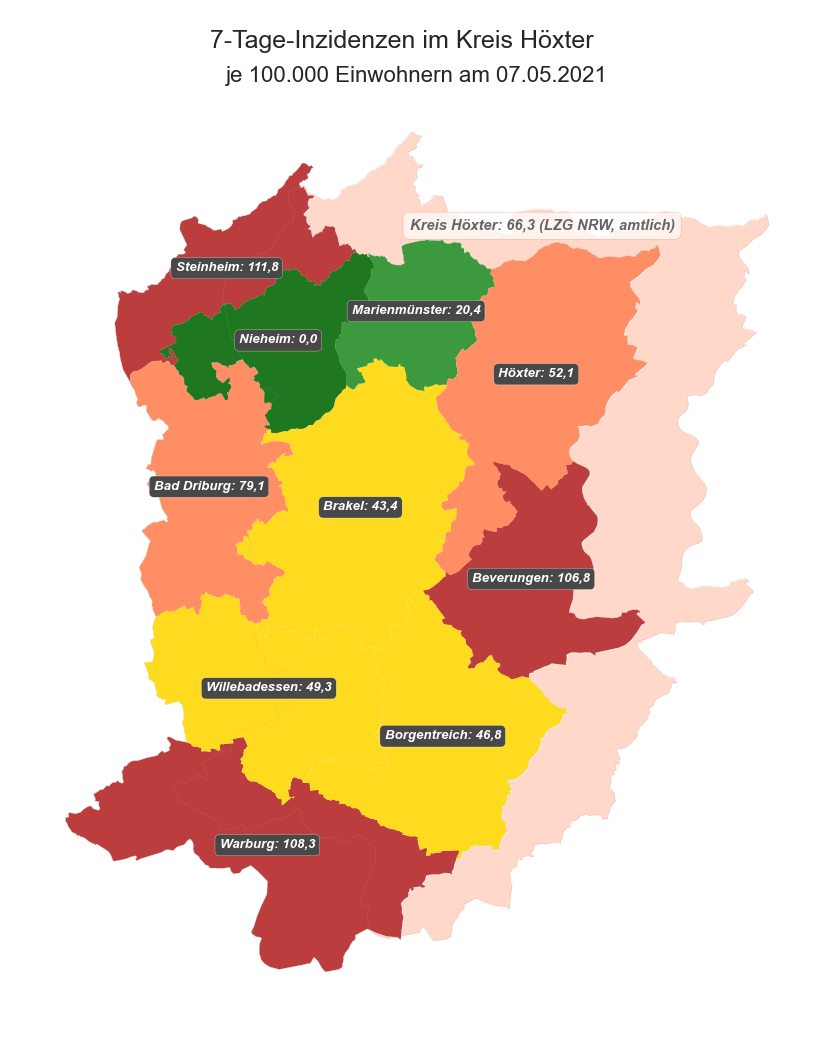 7-Tage-Inzidenzen im Kreis Höxter
je 100.000 Einwohnern am 07.05.2021
Kreis Höxter: 66,3 (LZG NRW, amtlich)
Steinheim: 111,8
Marienmünster: 20,4
Nieheim: 0,0
Höxter: 52,1
Bad Driburg: 79,1
Brakel: 43,4
Beverungen: 106,8
Willebadessen: 49,3
Borgentreich: 46,8
Warburg: 108,3